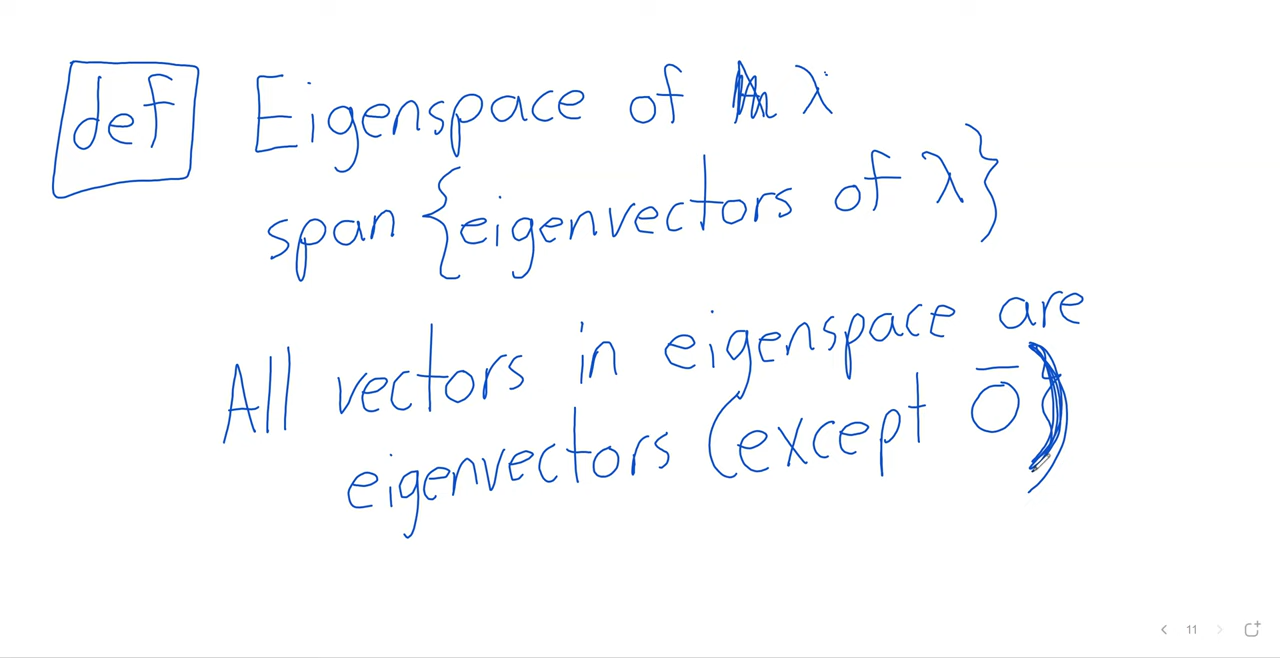 def Eigenspace of λ
span {eigenvectors of λ}
All vectors in eigenspace are
eigenvectors (except 0̅)
11